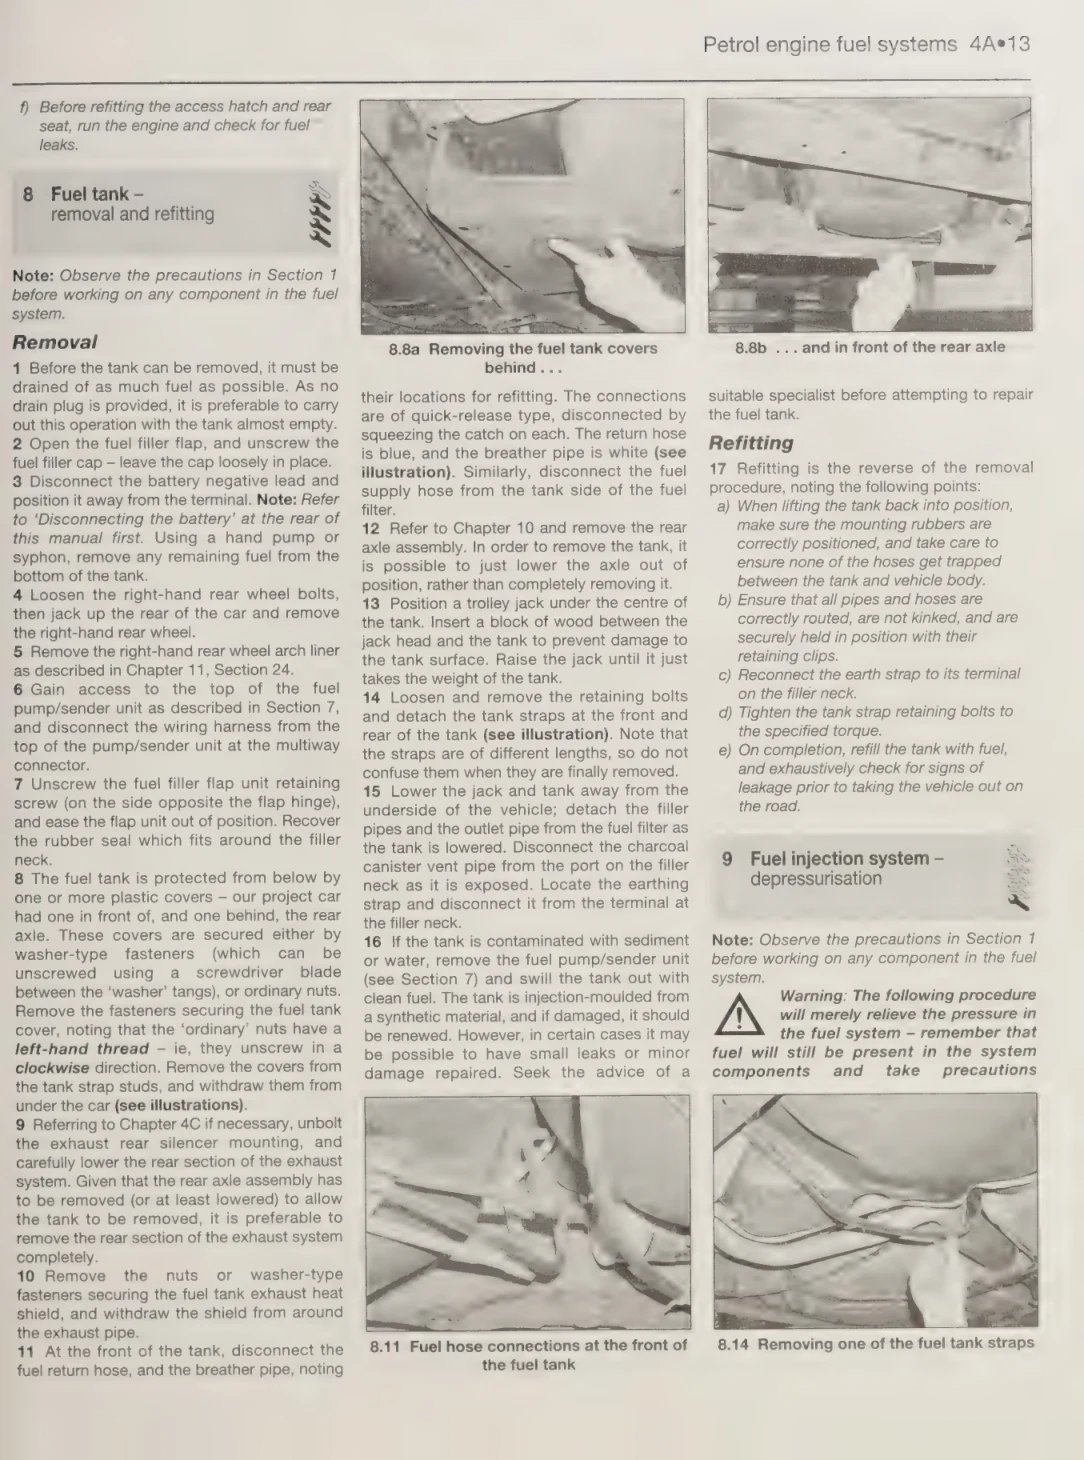 Petrol engine fuel systems 4A•13
f) Before refitting the access hatch and rear
seat, run the engine and check for fuel
leaks.
8 Fuel tank –
removal and refitting
Note: Observe the precautions in Section 1
before working on any component in the fuel
system.
Removal
1 Before the tank can be removed, it must be
drained of as much fuel as possible. As no
drain plug is provided, it is preferable to carry
out this operation with the tank almost empty.
2 Open the fuel filler flap, and unscrew the
fuel filler cap – leave the cap loosely in place.
3 Disconnect the battery negative lead and
position it away from the terminal. Note: Refer
to ‘Disconnecting the battery’ at the rear of
this manual first. Using a hand pump or
syphon, remove any remaining fuel from the
bottom of the tank.
4 Loosen the right-hand rear wheel bolts,
then jack up the rear of the car and remove
the right-hand rear wheel.
5 Remove the right-hand rear wheel arch liner
as described in Chapter 11, Section 24.
6 Gain access to the top of the fuel
pump/sender unit as described in Section 7,
and disconnect the wiring harness from the
top of the pump/sender unit at the multiway
connector.
7 Unscrew the fuel filler flap unit retaining
screw (on the side opposite the flap hinge),
and ease the flap unit out of position. Recover
the rubber seal which fits around the filler
neck.
8 The fuel tank is protected from below by
one or more plastic covers – our project car
had one in front of, and one behind, the rear
axle. These covers are secured either by
washer-type fasteners (which can be
unscrewed using a screwdriver blade
between the ‘washer’ tangs), or ordinary nuts.
Remove the fasteners securing the fuel tank
cover, noting that the ‘ordinary’ nuts have a
left-hand thread – ie, they unscrew in a
clockwise direction. Remove the covers from
the tank strap studs, and withdraw them from
under the car (see illustrations).
9 Referring to Chapter 4C if necessary, unbolt
the exhaust rear silencer mounting, and
carefully lower the rear section of the exhaust
system. Given that the rear axle assembly has
to be removed (or at least lowered) to allow
the tank to be removed, it is preferable to
remove the rear section of the exhaust system
completely.
10 Remove the nuts or washer-type
fasteners securing the fuel tank exhaust heat
shield, and withdraw the shield from around
the exhaust pipe.
11 At the front of the tank, disconnect the
fuel return hose, and the breather pipe, noting
8.8a Removing the fuel tank covers
behind . . .
their locations for refitting. The connections
are of quick-release type, disconnected by
squeezing the catch on each. The return hose
is blue, and the breather pipe is white (see
illustration). Similarly, disconnect the fuel
supply hose from the tank side of the fuel
filter.
12 Refer to Chapter 10 and remove the rear
axle assembly. In order to remove the tank, it
is possible to just lower the axle out of
position, rather than completely removing it.
13 Position a trolley jack under the centre of
the tank. Insert a block of wood between the
jack head and the tank to prevent damage to
the tank surface. Raise the jack until it just
takes the weight of the tank.
14 Loosen and remove the retaining bolts
and detach the tank straps at the front and
rear of the tank (see illustration). Note that
the straps are of different lengths, so do not
confuse them when they are finally removed.
15 Lower the jack and tank away from the
underside of the vehicle; detach the filler
pipes and the outlet pipe from the fuel filter as
the tank is lowered. Disconnect the charcoal
canister vent pipe from the port on the filler
neck as it is exposed. Locate the earthing
strap and disconnect it from the terminal at
the filler neck.
16 If the tank is contaminated with sediment
or water, remove the fuel pump/sender unit
(see Section 7) and swill the tank out with
clean fuel. The tank is injection-moulded from
a synthetic material, and if damaged, it should
be renewed. However, in certain cases it may
be possible to have small leaks or minor
damage repaired. Seek the advice of a
8.11 Fuel hose connections at the front of
the fuel tank
8.8b . . . and in front of the rear axle
suitable specialist before attempting to repair
the fuel tank.
Refitting
17 Refitting is the reverse of the removal
procedure, noting the following points:
a) When lifting the tank back into position,
make sure the mounting rubbers are
correctly positioned, and take care to
ensure none of the hoses get trapped
between the tank and vehicle body.
b) Ensure that all pipes and hoses are
correctly routed, are not kinked, and are
securely held in position with their
retaining clips.
c) Reconnect the earth strap to its terminal
on the filler neck.
d) Tighten the tank strap retaining bolts to
the specified torque.
e) On completion, refill the tank with fuel,
and exhaustively check for signs of
leakage prior to taking the vehicle out on
the road.
9 Fuel injection system –
depressurisation
Note: Observe the precautions in Section 1
before working on any component in the fuel
system.
Warning: The following procedure
will merely relieve the pressure in
the fuel system – remember that
fuel will still be present in the system
components and take precautions
8.14 Removing one of the fuel tank straps